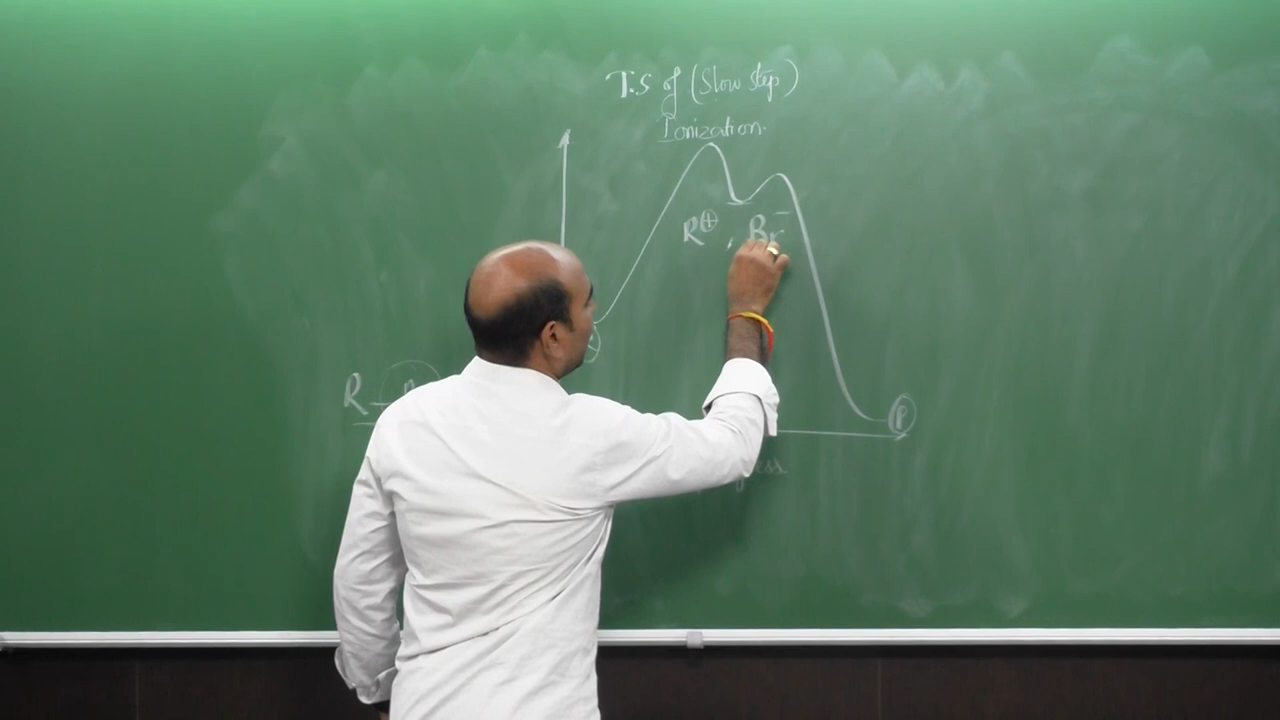 T.S of (Slow step)
Ionization.
R⊕ , Br⁻
R
P